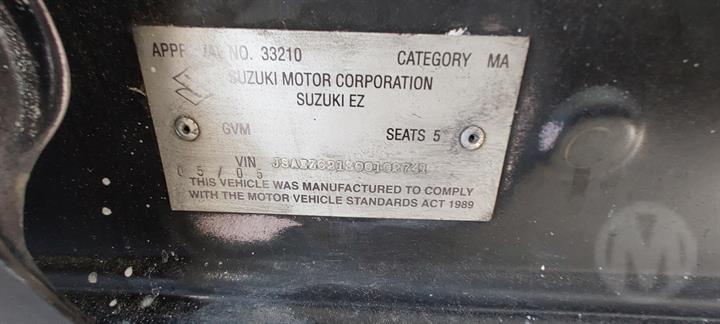 APPROVAL NO. 33210 CATEGORY MA
SUZUKI MOTOR CORPORATION
SUZUKI EZ
GVM SEATS 5
VIN
05/05
THIS VEHICLE WAS MANUFACTURED TO COMPLY
WITH THE MOTOR VEHICLE STANDARDS ACT 1989
M